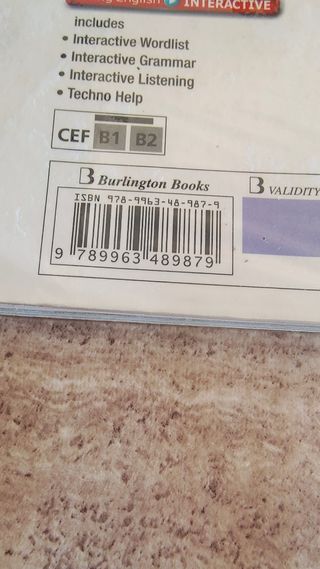 English INTERACTIVE
includes
• Interactive Wordlist
• Interactive Grammar
• Interactive Listening
• Techno Help
CEF B1 B2
B Burlington Books
B VALIDITY
ISBN 978-9963-48-987-9
9 789963 489879